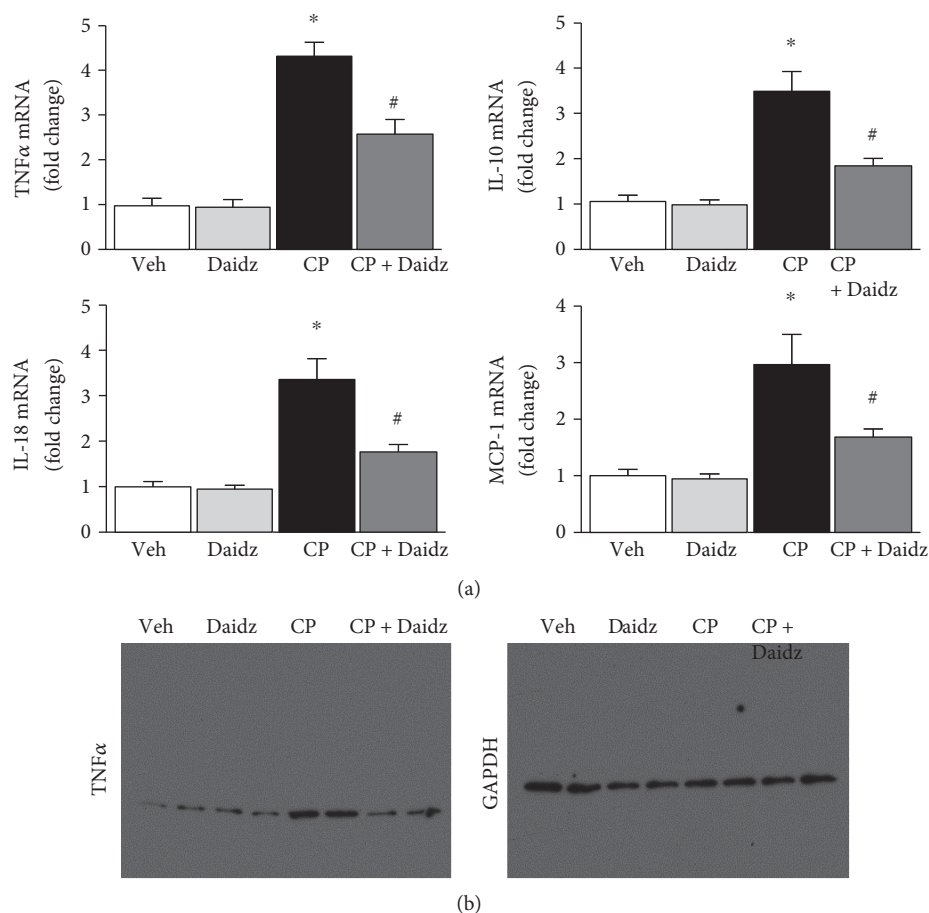 TNFα mRNA
(fold change)
5
4
3
2
1
0
*
#
Veh Daidz CP CP + Daidz
IL-10 mRNA
(fold change)
5
4
3
2
1
0
*
#
Veh Daidz CP CP
+ Daidz
IL-18 mRNA
(fold change)
5
4
3
2
1
0
*
#
Veh Daidz CP CP + Daidz
MCP-1 mRNA
(fold change)
4
3
2
1
0
*
#
Veh Daidz CP CP + Daidz
(a)
Veh Daidz CP CP + Daidz
TNFα
Veh Daidz CP CP +
Daidz
GAPDH
(b)